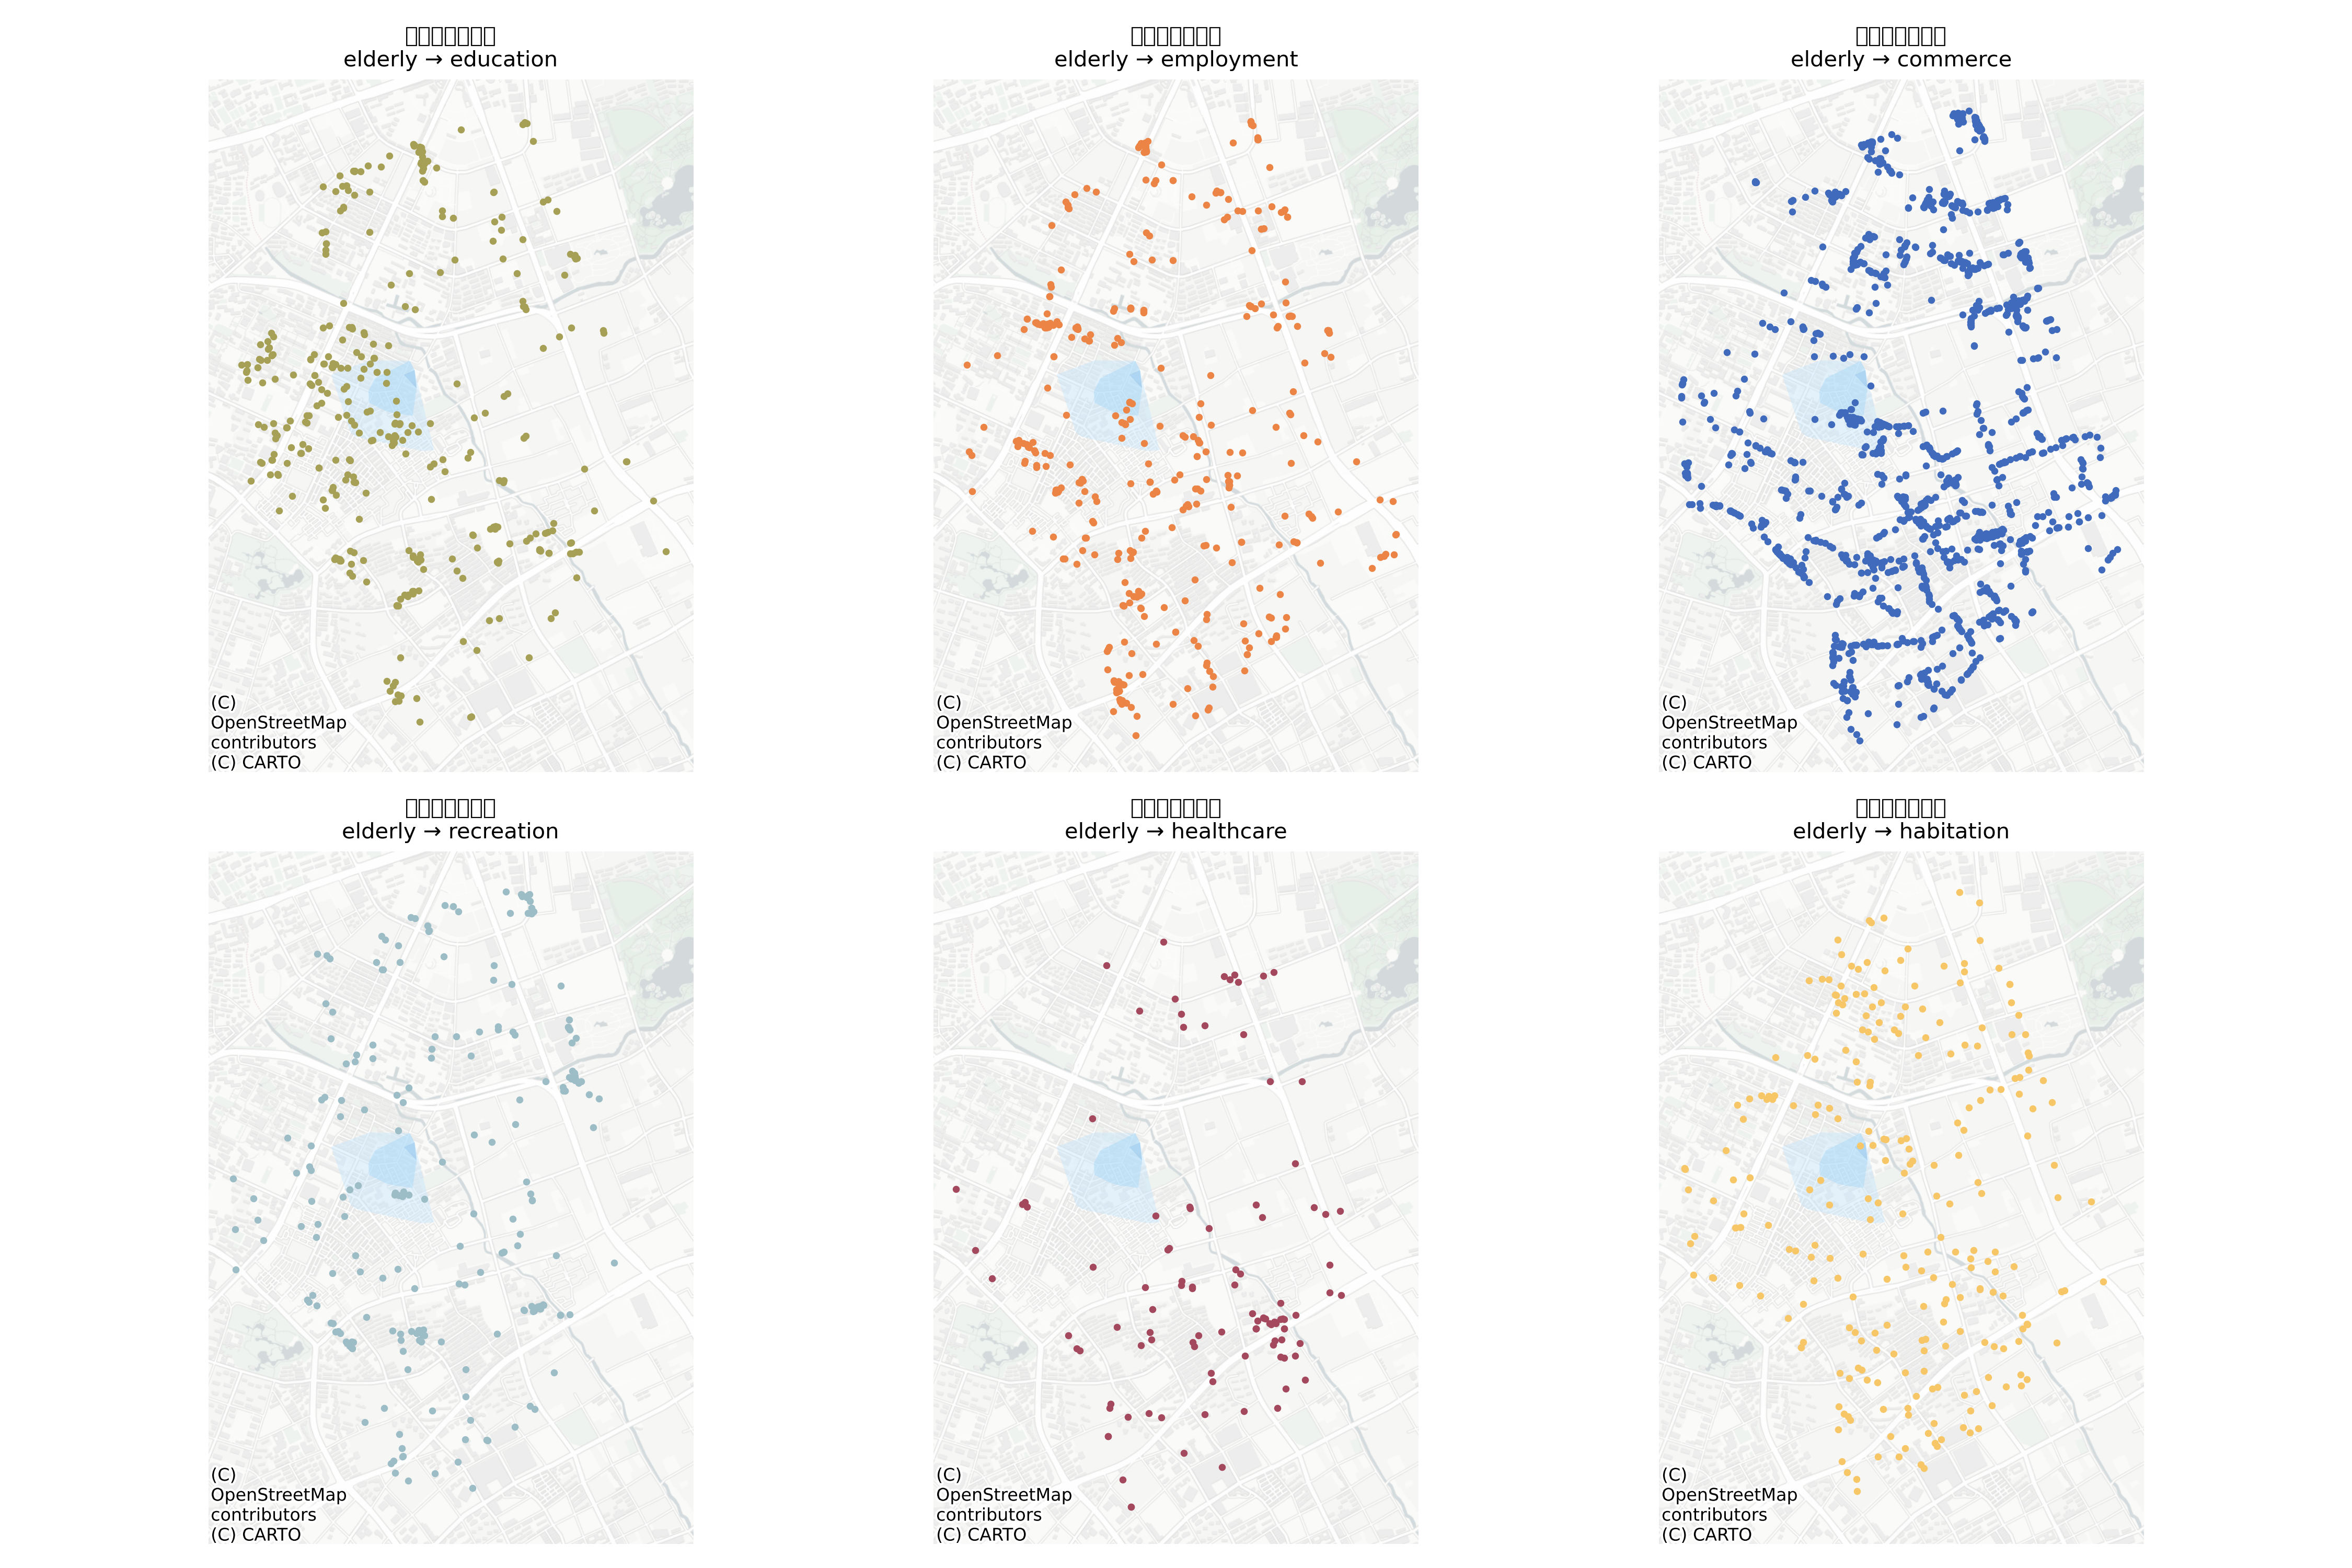 elderly → education
elderly → employment
elderly → commerce
(C)
OpenStreetMap
contributors
(C) CARTO
(C)
OpenStreetMap
contributors
(C) CARTO
(C)
OpenStreetMap
contributors
(C) CARTO
elderly → recreation
elderly → healthcare
elderly → habitation
(C)
OpenStreetMap
contributors
(C) CARTO
(C)
OpenStreetMap
contributors
(C) CARTO
(C)
OpenStreetMap
contributors
(C) CARTO